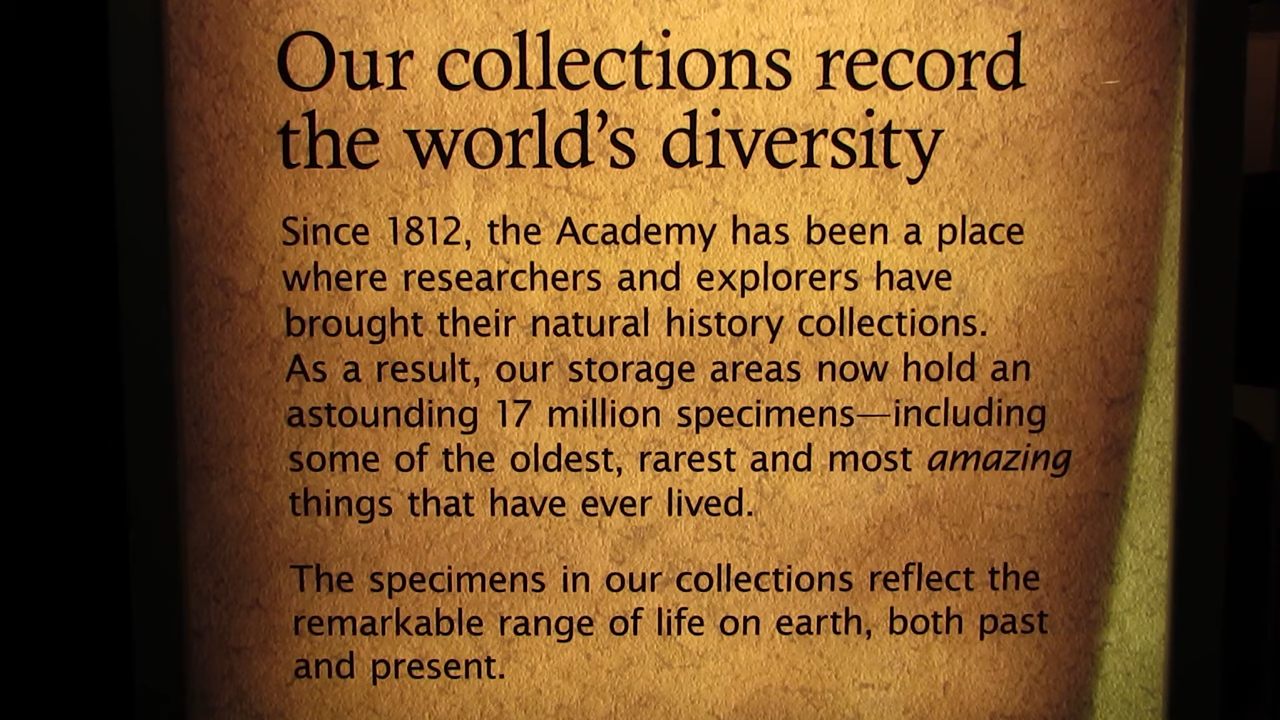 Our collections record
the world’s diversity
Since 1812, the Academy has been a place
where researchers and explorers have
brought their natural history collections.
As a result, our storage areas now hold an
astounding 17 million specimens—including
some of the oldest, rarest and most amazing
things that have ever lived.
The specimens in our collections reflect the
remarkable range of life on earth, both past
and present.